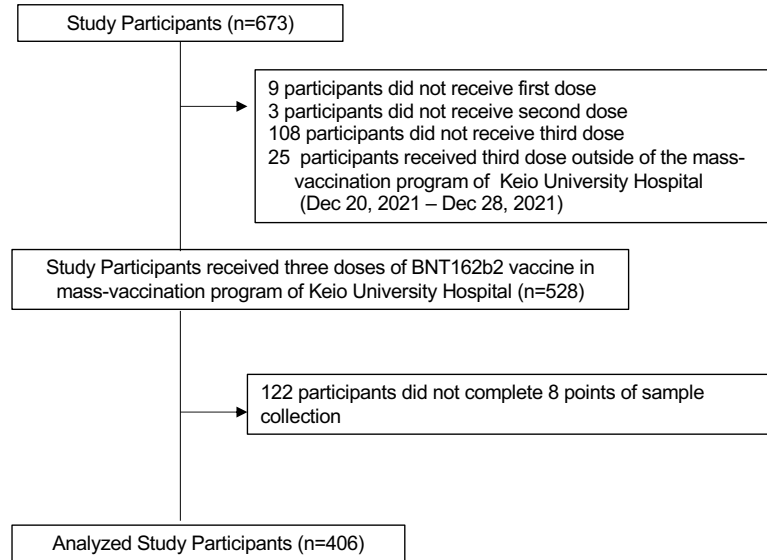 Study Participants (n=673)
9 participants did not receive first dose
3 participants did not receive second dose
108 participants did not receive third dose
25 participants received third dose outside of the mass-
vaccination program of Keio University Hospital
(Dec 20, 2021 – Dec 28, 2021)
Study Participants received three doses of BNT162b2 vaccine in
mass-vaccination program of Keio University Hospital (n=528)
122 participants did not complete 8 points of sample
collection
Analyzed Study Participants (n=406)